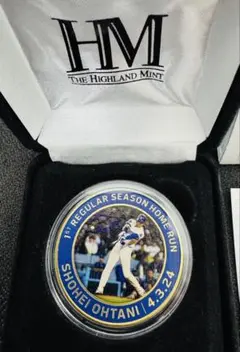 HM
THE HIGHLAND MINT
1ST REGULAR SEASON HOME RUN
SHOHEI OHTANI | 4.3.24